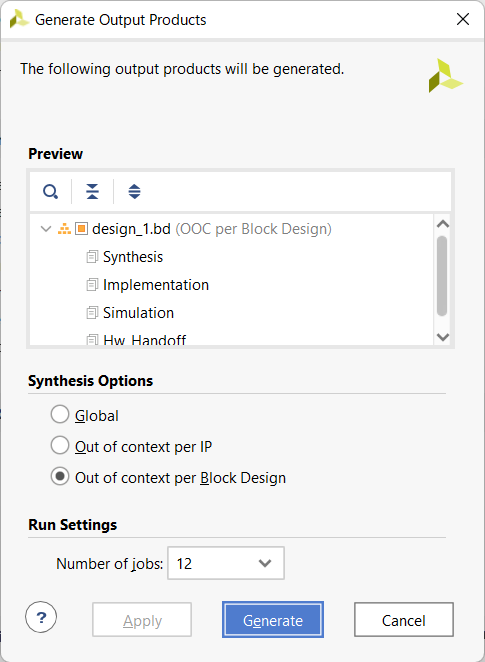 Generate Output Products
The following output products will be generated.
Preview
design_1.bd (OOC per Block Design)
Synthesis
Implementation
Simulation
Hw_Handoff
Synthesis Options
Global
Out of context per IP
Out of context per Block Design
Run Settings
Number of jobs: 12
? Apply Generate Cancel